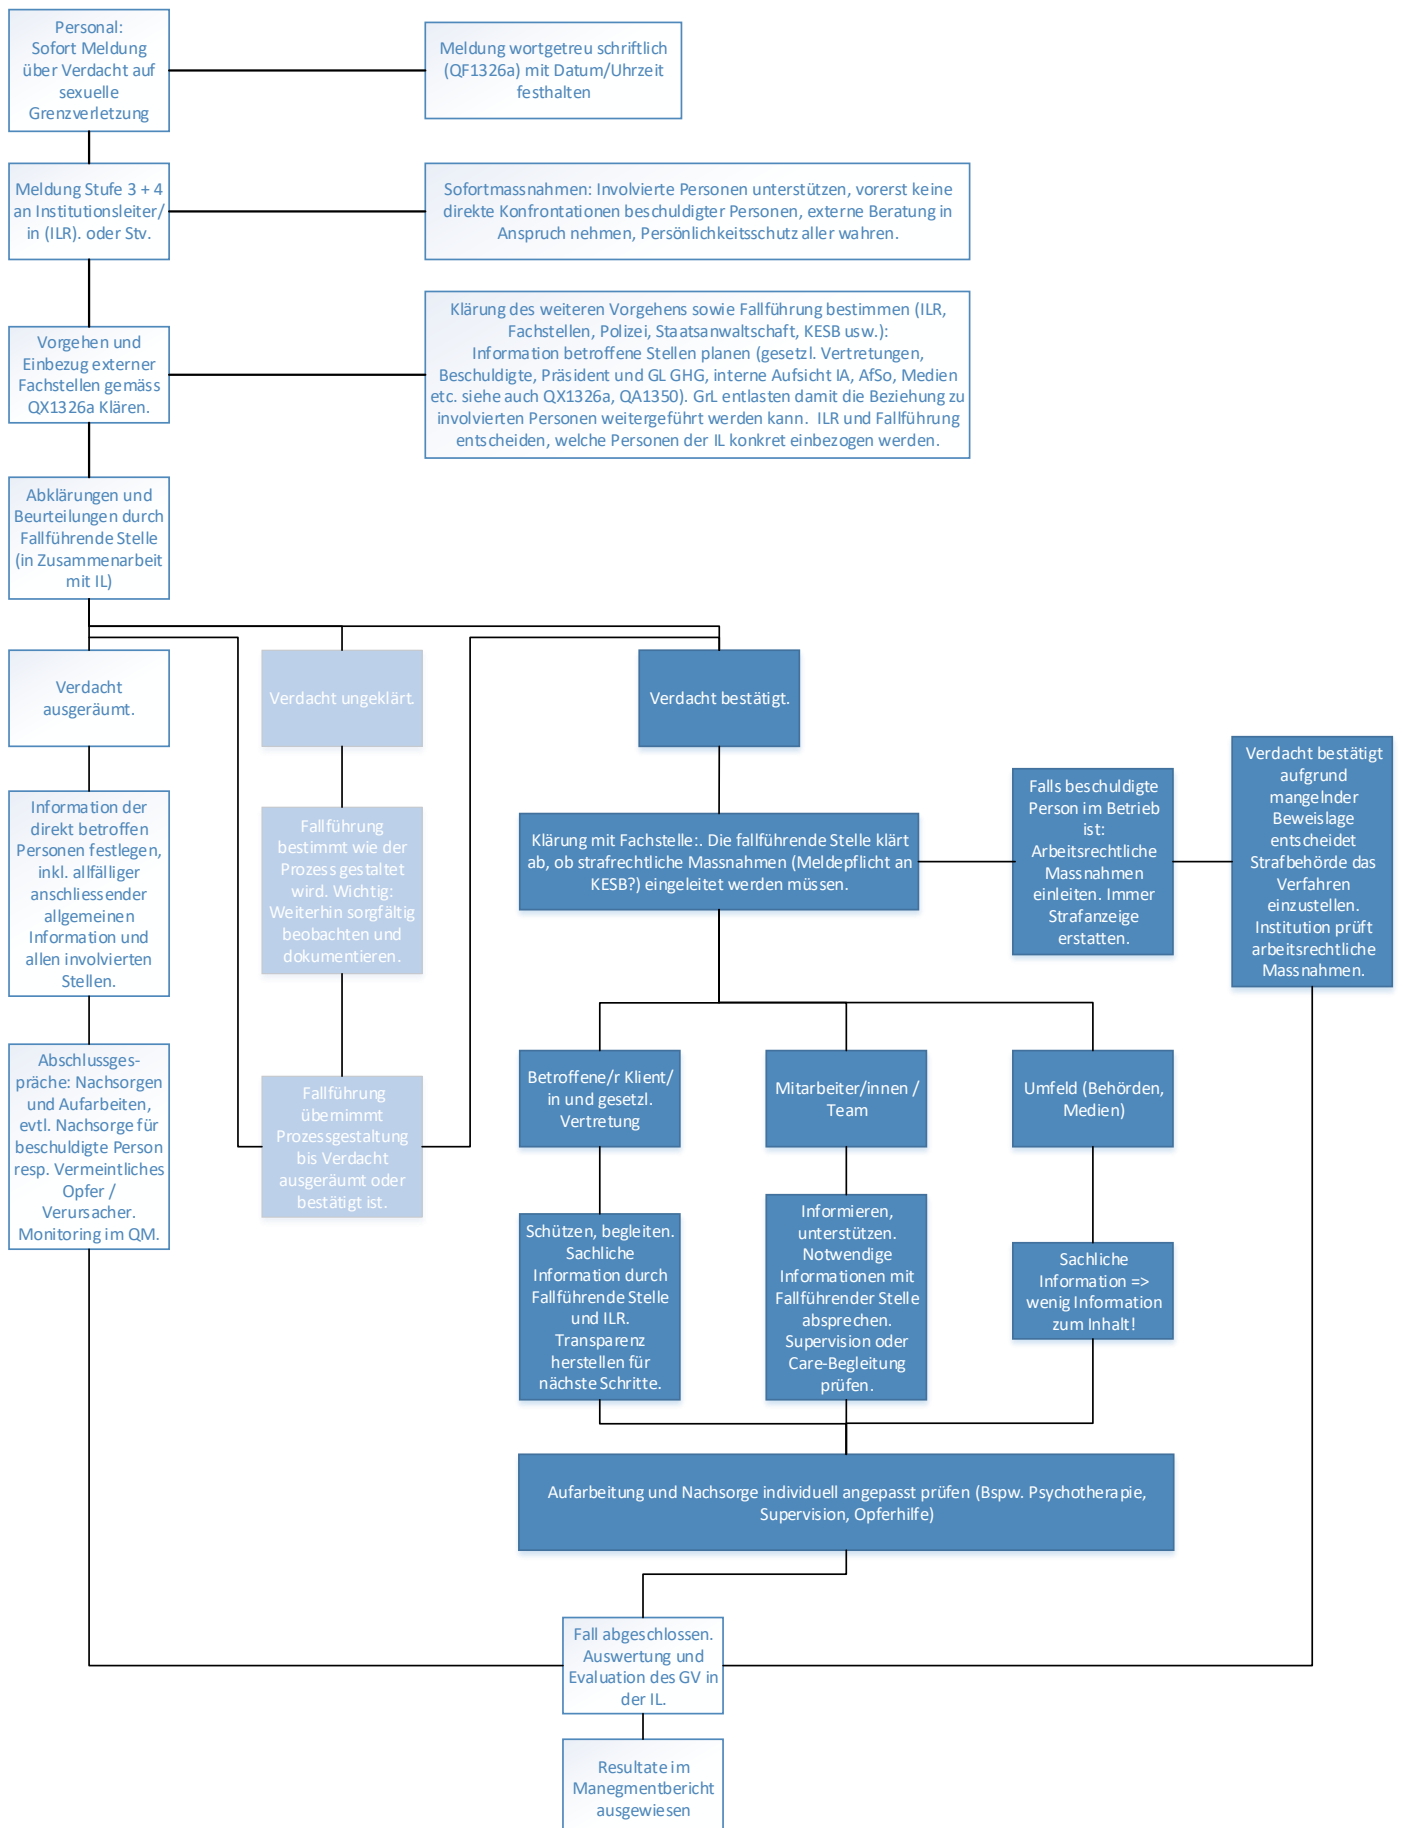 Personal:
Sofort Meldung
über Verdacht auf
sexuelle
Grenzverletzung
Meldung wortgetreu schriftlich
(QF1326a) mit Datum/Uhrzeit
festhalten
Meldung Stufe 3 + 4
an Institutionsleiter/
in (ILR). oder Stv.
Sofortmassnahmen: Involvierte Personen unterstützen, vorerst keine
direkte Konfrontationen beschuldigter Personen, externe Beratung in
Anspruch nehmen, Persönlichkeitsschutz aller wahren.
Vorgehen und
Einbezug externer
Fachstellen gemäss
QX1326a Klären.
Klärung des weiteren Vorgehens sowie Fallführung bestimmen (ILR,
Fachstellen, Polizei, Staatsanwaltschaft, KESB usw.):
Information betroffene Stellen planen (gesetzl. Vertretungen,
Beschuldigte, Präsident und GL GHG, interne Aufsicht IA, AfSo, Medien
etc. siehe auch QX1326a, QA1350). GrL entlasten damit die Beziehung zu
involvierten Personen weitergeführt werden kann.  ILR und Fallführung
entscheiden, welche Personen der IL konkret einbezogen werden.
Abklärungen und
Beurteilungen durch
Fallführende Stelle
(in Zusammenarbeit
mit IL)
Verdacht
ausgeräumt.
Verdacht ungeklärt.
Verdacht bestätigt.
Information der
direkt betroffen
Personen festlegen,
inkl. allfälliger
anschliessender
allgemeinen
Information und
allen involvierten
Stellen.
Fallführung
bestimmt wie der
Prozess gestaltet
wird. Wichtig:
Weiterhin sorgfältig
beobachten und
dokumentieren.
Klärung mit Fachstelle:. Die fallführende Stelle klärt
ab, ob strafrechtliche Massnahmen (Meldepflicht an
KESB?) eingeleitet werden müssen.
Falls beschuldigte
Person im Betrieb
ist:
Arbeitsrechtliche
Massnahmen
einleiten. Immer
Strafanzeige
erstatten.
Verdacht bestätigt
aufgrund
mangelnder
Beweislage
entscheidet
Strafbehörde das
Verfahren
einzustellen.
Institution prüft
arbeitsrechtliche
Massnahmen.
Abschlussges-
präche: Nachsorgen
und Aufarbeiten,
evtl. Nachsorge für
beschuldigte Person
resp. Vermeintliches
Opfer /
Verursacher.
Monitoring im QM.
Fallführung
übernimmt
Prozessgestaltung
bis Verdacht
ausgeräumt oder
bestätigt ist.
Betroffene/r Klient/
in und gesetzl.
Vertretung
Mitarbeiter/innen /
Team
Umfeld (Behörden,
Medien)
Schützen, begleiten.
Sachliche
Information durch
Fallführende Stelle
und ILR.
Transparenz
herstellen für
nächste Schritte.
Informieren,
unterstützen.
Notwendige
Informationen mit
Fallführender Stelle
absprechen.
Supervision oder
Care-Begleitung
prüfen.
Sachliche
Information =>
wenig Information
zum Inhalt!
Aufarbeitung und Nachsorge individuell angepasst prüfen (Bspw. Psychotherapie,
Supervision, Opferhilfe)
Fall abgeschlossen.
Auswertung und
Evaluation des GV in
der IL.
Resultate im
Manegmentbericht
ausgewiesen